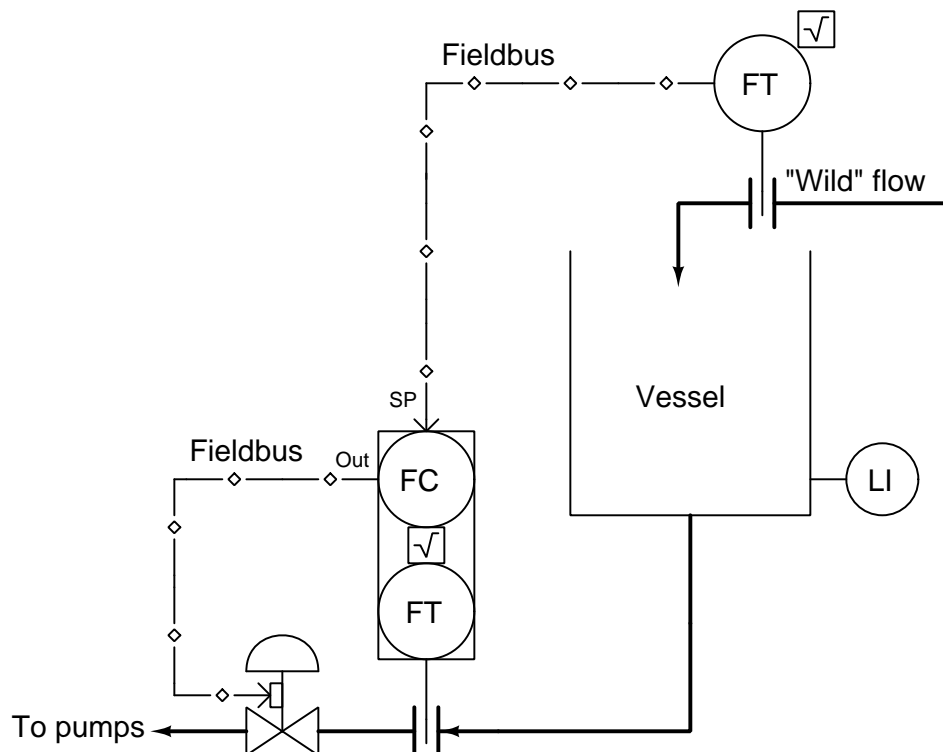 √
Fieldbus
FT
"Wild" flow
SP
Vessel
Fieldbus
Out
FC
LI
√
FT
To pumps